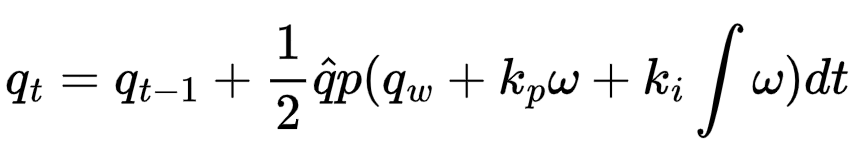 q_t = q_{t-1} + \frac{1}{2} \hat{q} p (q_w + k_p \omega + k_i \int \omega) dt